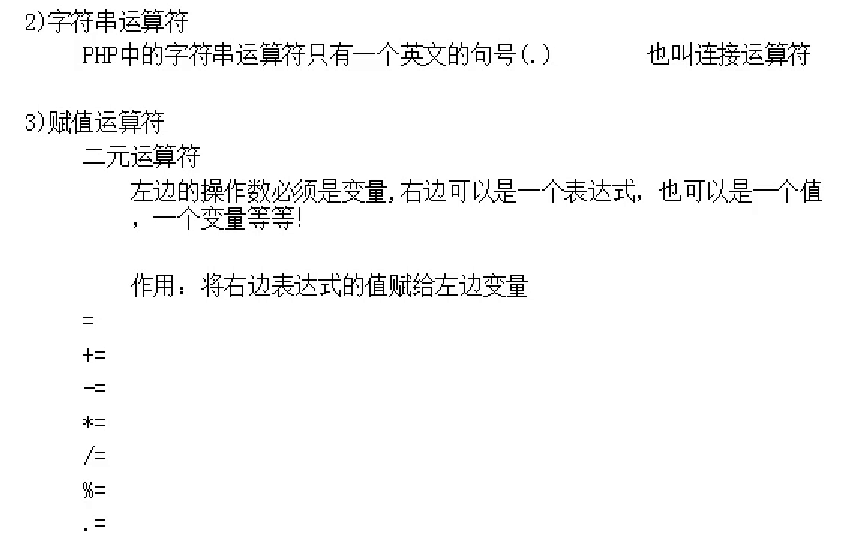 2)字符串运算符
PHP中的字符串运算符只有一个英文的句号(.) 也叫连接运算符
3)赋值运算符
二元运算符
左边的操作数必须是变量,右边可以是一个表达式，也可以是一个值
，一个变量等等!
作用：将右边表达式的值赋给左边变量
=
+=
-=
*=
/=
%=
.=